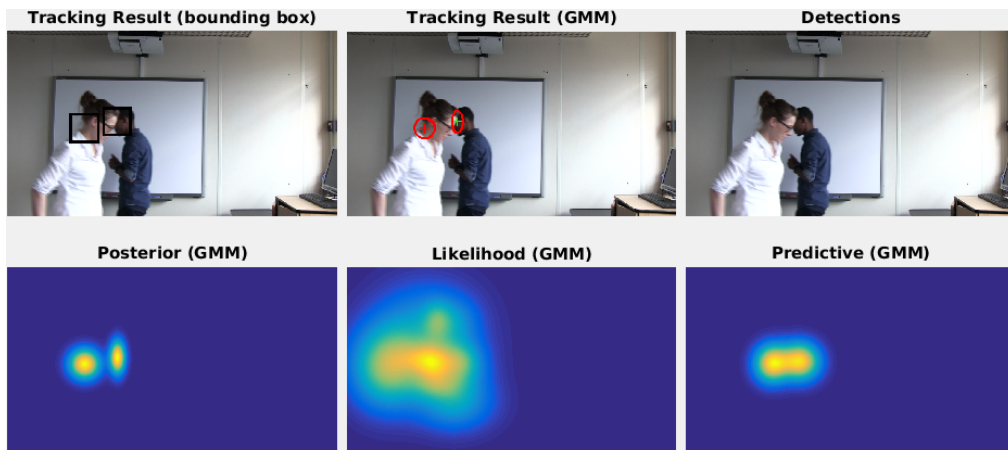 Tracking Result (bounding box)
Tracking Result (GMM)
Detections
Posterior (GMM)
Likelihood (GMM)
Predictive (GMM)